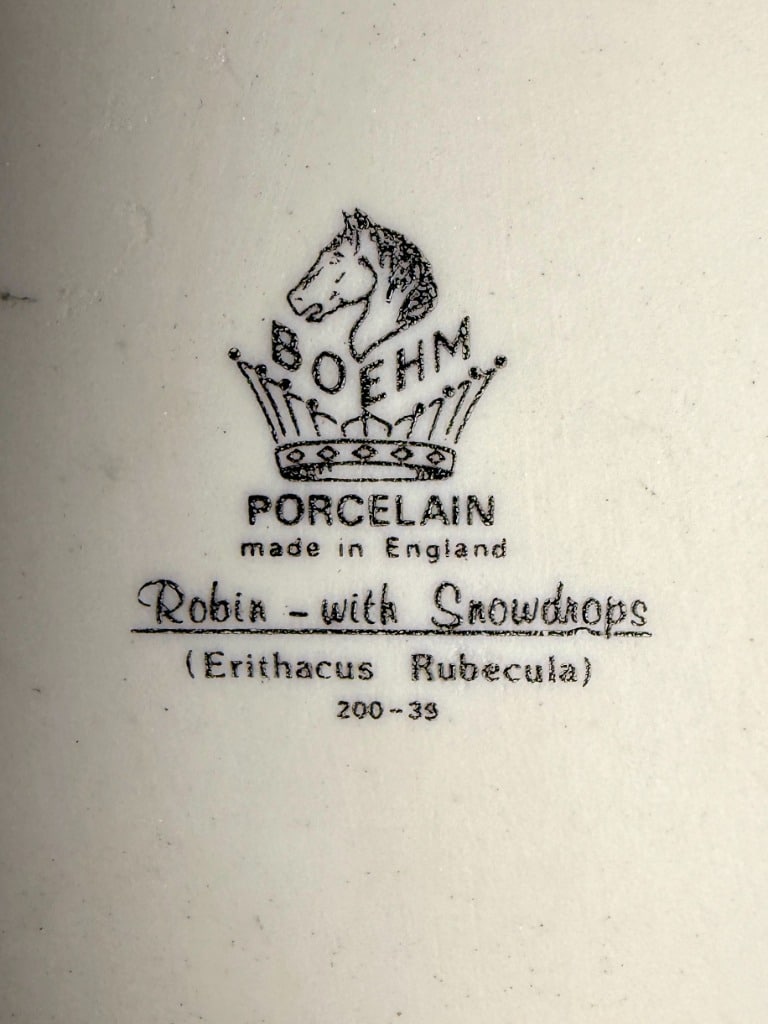 BOEHM
PORCELAIN
made in England
Robin - with Snowdrops
(Erithacus Rubecula)
200-39